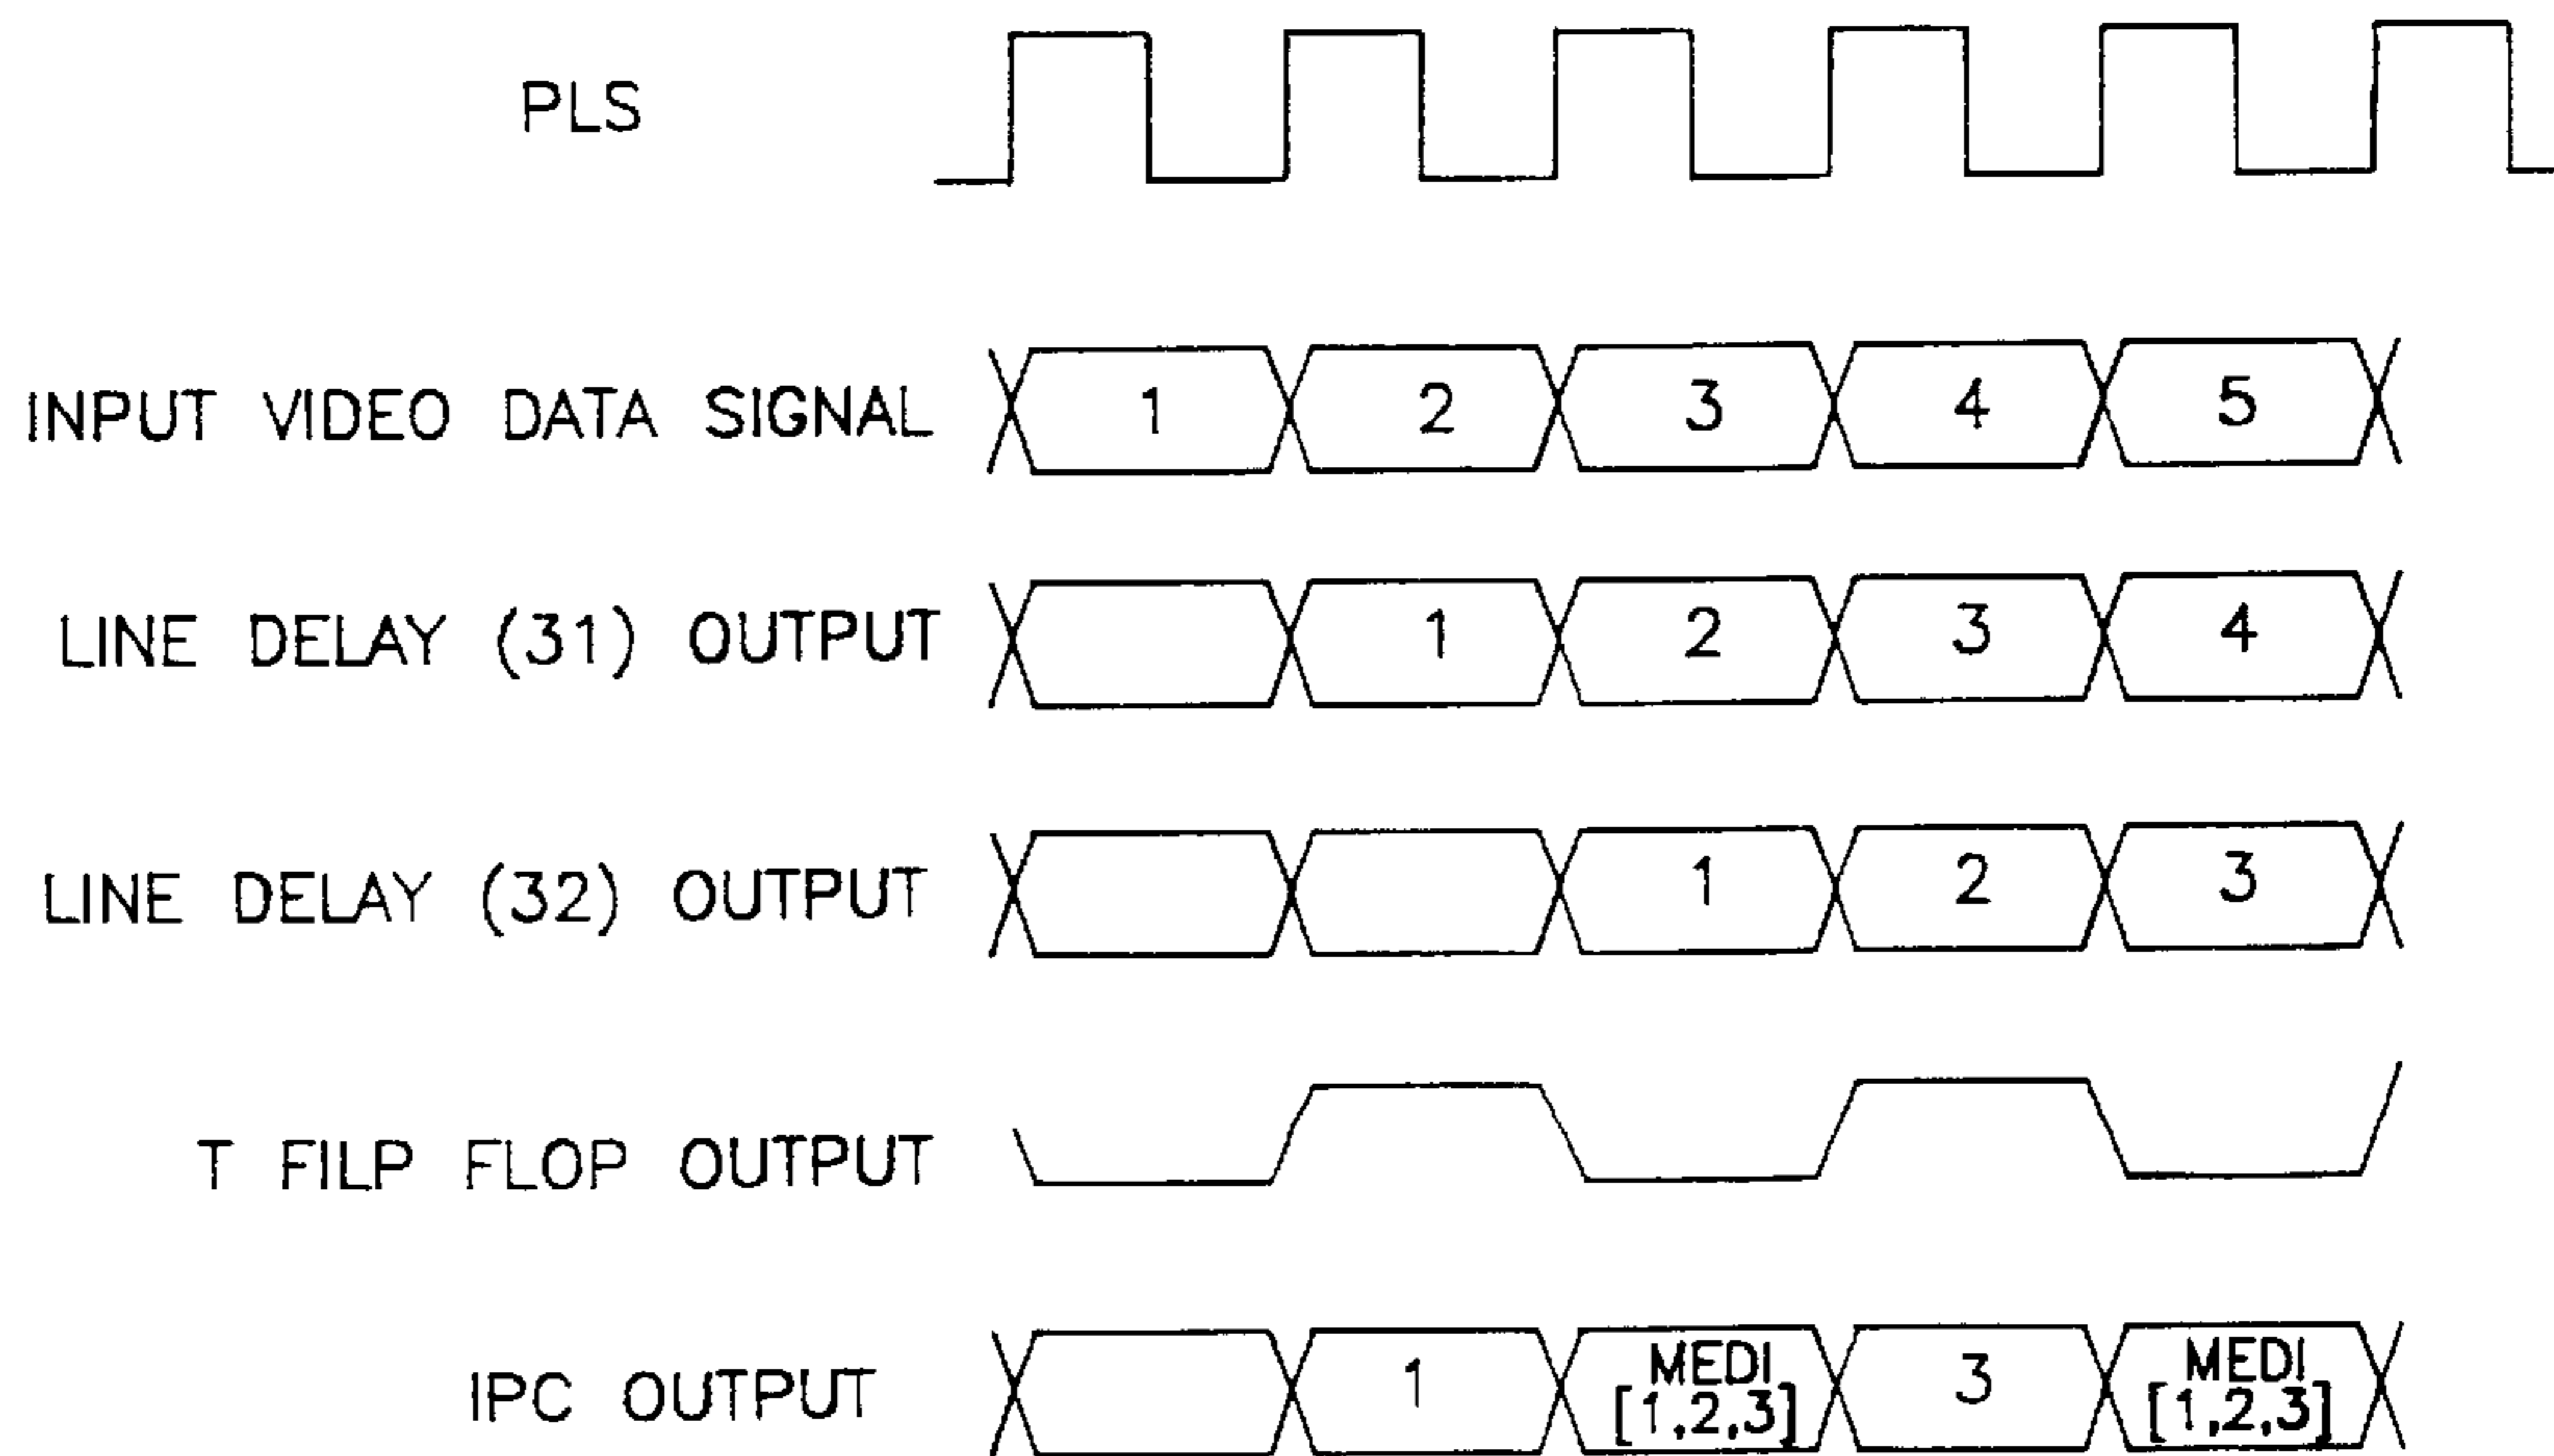 PLS
INPUT VIDEO DATA SIGNAL 1 2 3 4 5
LINE DELAY (31) OUTPUT 1 2 3 4
LINE DELAY (32) OUTPUT 1 2 3
T FILP FLOP OUTPUT
IPC OUTPUT 1 MEDI [1,2,3] 3 MEDI [1,2,3]